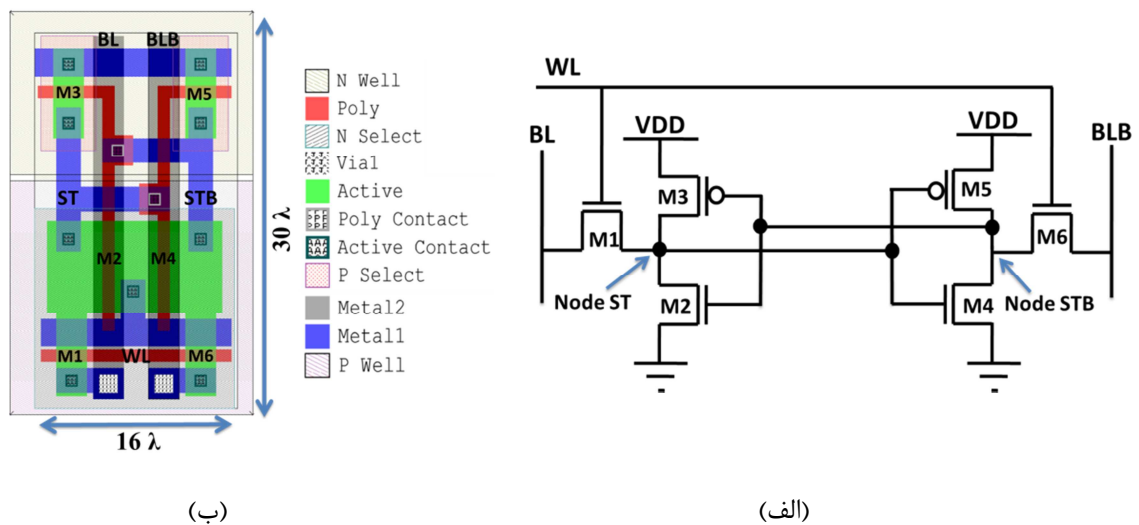 BL BLB
M3 M5
ST STB
M2 M4
M1 WL M6
30 λ
16 λ
N Well
Poly
N Select
Vial
Active
Poly Contact
Active Contact
P Select
Metal2
Metal1
P Well
(ب)
WL
BL VDD VDD BLB
M3 M5
M1 M6
Node ST M2 M4 Node STB
(الف)